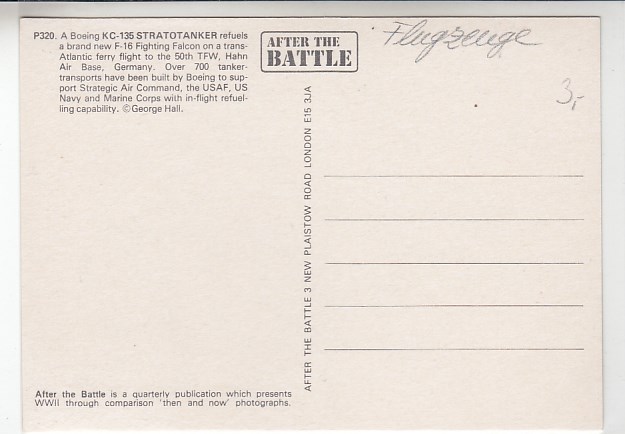 P320. A Boeing KC-135 STRATOTANKER refuels
a brand new F-16 Fighting Falcon on a trans-
Atlantic ferry flight to the 50th TFW, Hahn
Air Base, Germany. Over 700 tanker-
transports have been built by Boeing to sup-
port Strategic Air Command, the USAF, US
Navy and Marine Corps with in-flight refuel-
ling capability. ©George Hall.
AFTER THE
BATTLE
Flugzeuge
3,-
AFTER THE BATTLE 3 NEW PLAISTOW ROAD LONDON E15 3JA
After the Battle is a quarterly publication which presents
WWII through comparison 'then and now' photographs.